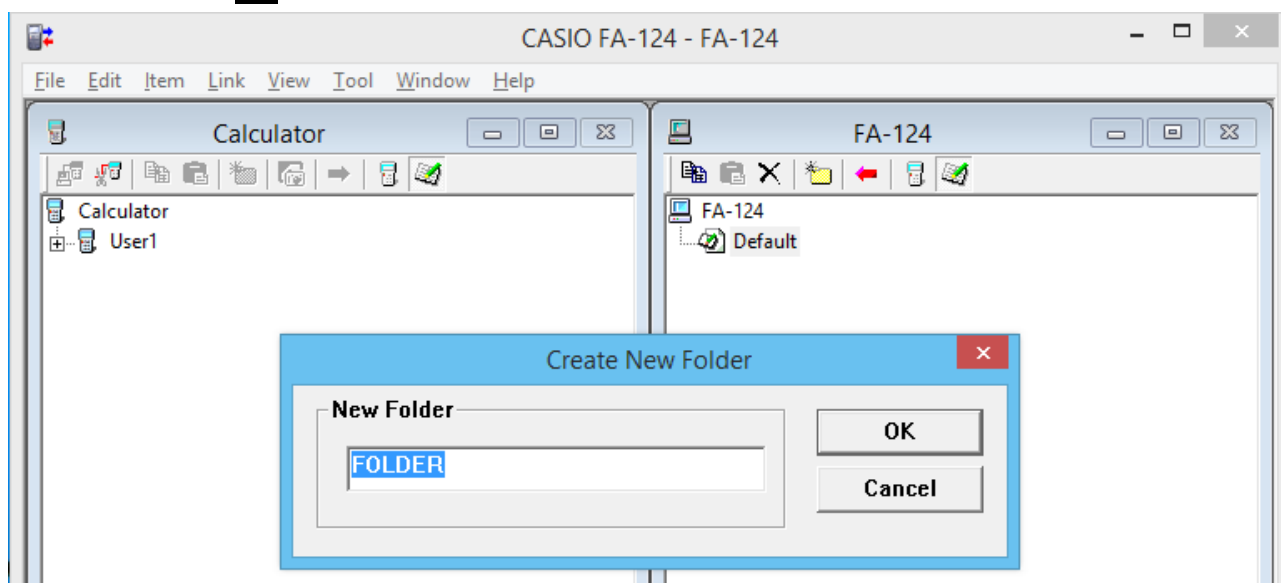 CASIO FA-124 - FA-124
File Edit Item Link View Tool Window Help
Calculator
FA-124
Calculator
User1
FA-124
Default
Create New Folder
New Folder
FOLDER
OK
Cancel